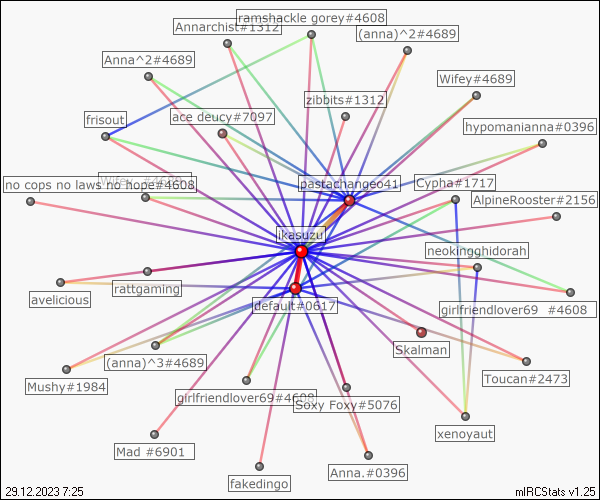 ramshackle gorey#4608
Annarchist#1312
(anna)^2#4689
Anna^2#4689
Wifey#4689
zibbits#1312
ace deucy#7097
frisout
hypomanianna#0396
no cops no laws no hope#4608
pastachangeo41
Cypha#1717
AlpineRooster#2156
ikasuzu
neokingghidorah
rattgaming
avelicious
default#0617
girlfriendlover69 #4608
Skalman
(anna)^3#4689
Toucan#2473
Mushy#1984
girlfriendlover69#4608
Soxy Foxy#5076
xenoyaut
Mad #6901
Anna.#0396
fakedingo
29.12.2023 7:25
mIRCStats v1.25